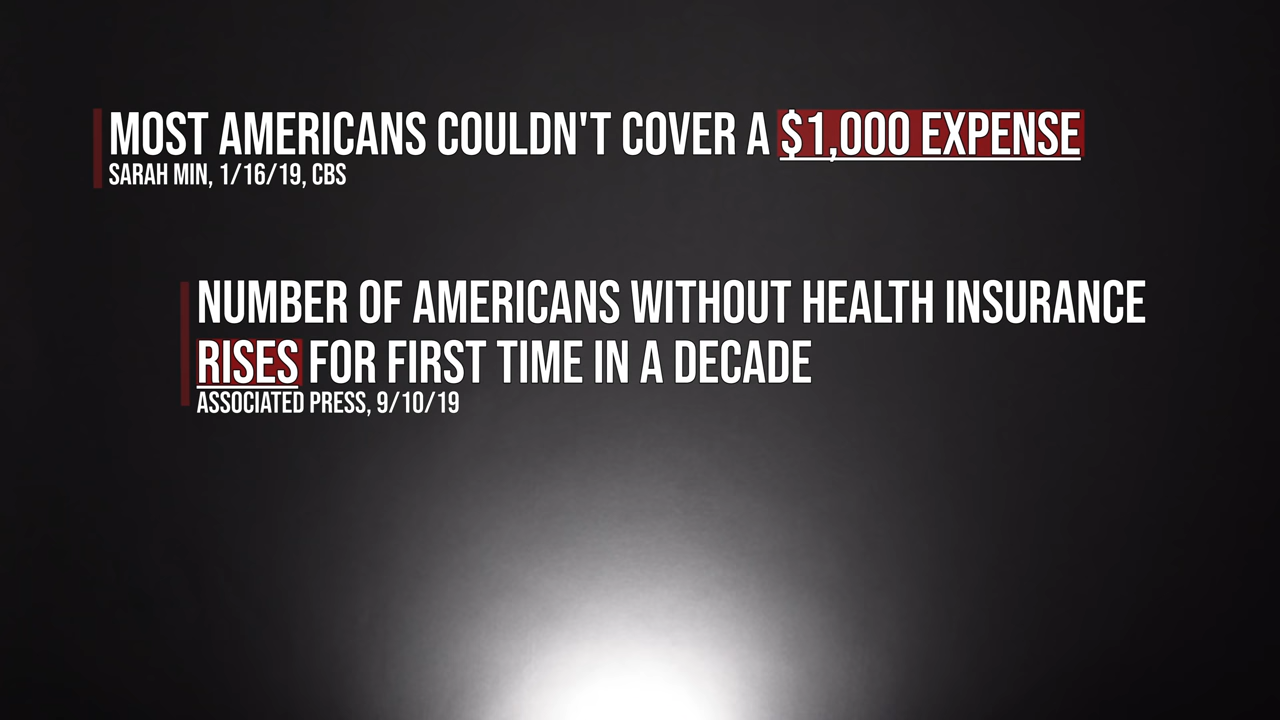 MOST AMERICANS COULDN'T COVER A $1,000 EXPENSE
SARAH MIN, 1/16/19, CBS
NUMBER OF AMERICANS WITHOUT HEALTH INSURANCE
RISES FOR FIRST TIME IN A DECADE
ASSOCIATED PRESS, 9/10/19